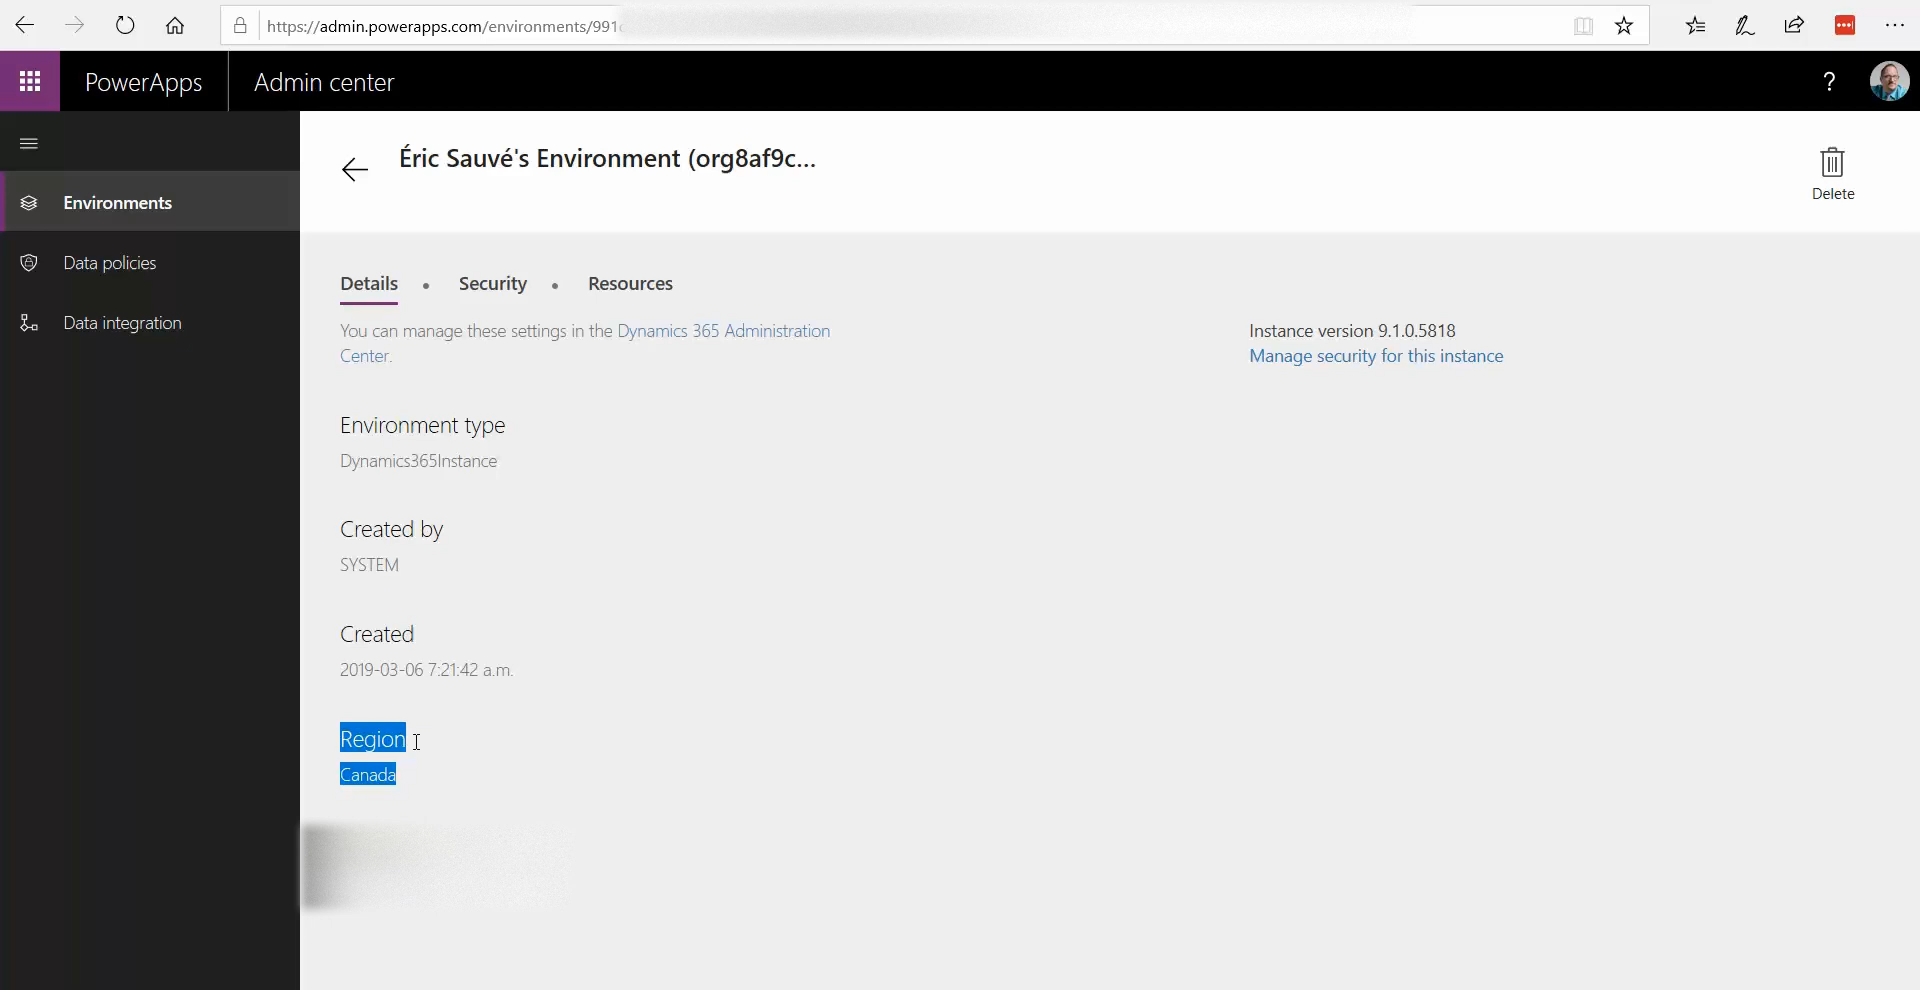 https://admin.powerapps.com/environments/991
PowerApps
Admin center
?
Environments
Data policies
Data integration
Éric Sauvé's Environment (org8af9c...
Delete
Details • Security • Resources
You can manage these settings in the Dynamics 365 Administration
Center.
Instance version 9.1.0.5818
Manage security for this instance
Environment type
Dynamics365Instance
Created by
SYSTEM
Created
2019-03-06 7:21:42 a.m.
Region
Canada